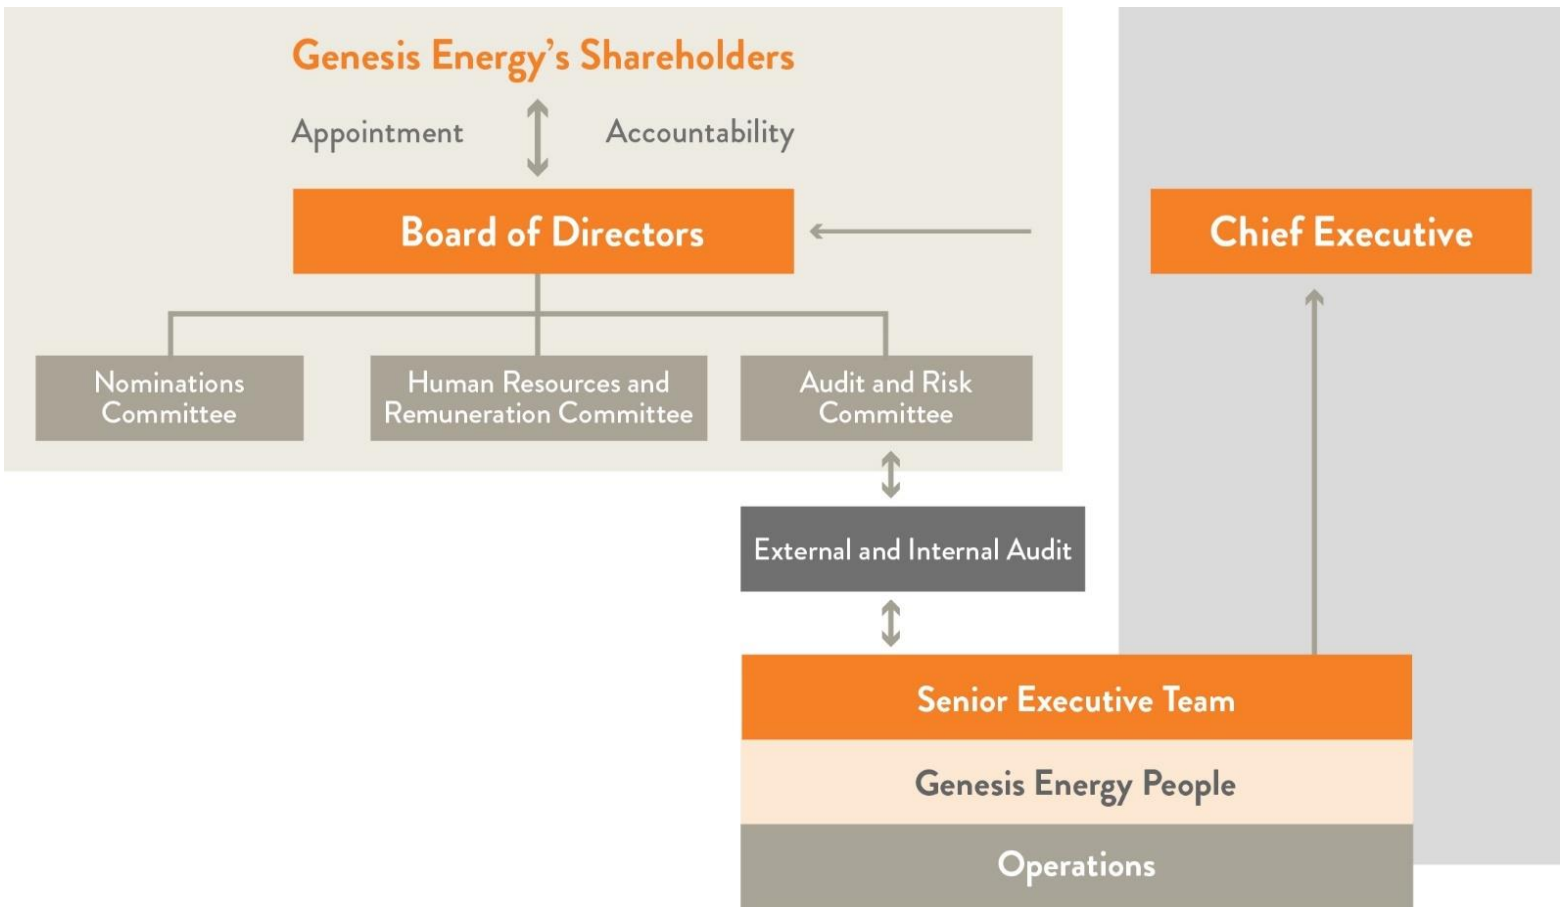 Genesis Energy’s Shareholders
Appointment
Accountability
Board of Directors
Chief Executive
Nominations
Committee
Human Resources and
Remuneration Committee
Audit and Risk
Committee
External and Internal Audit
Senior Executive Team
Genesis Energy People
Operations